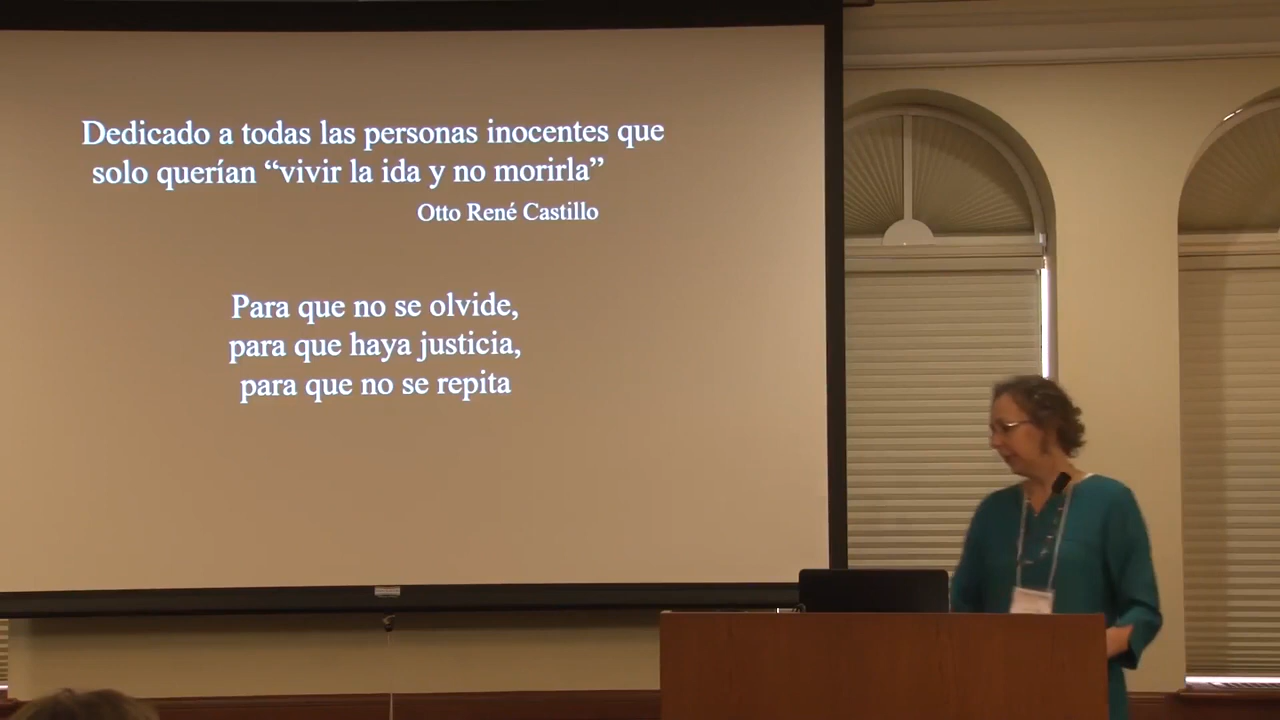 Dedicado a todas las personas inocentes que
solo querían “vivir la ida y no morirla”
Otto René Castillo
Para que no se olvide,
para que haya justicia,
para que no se repita